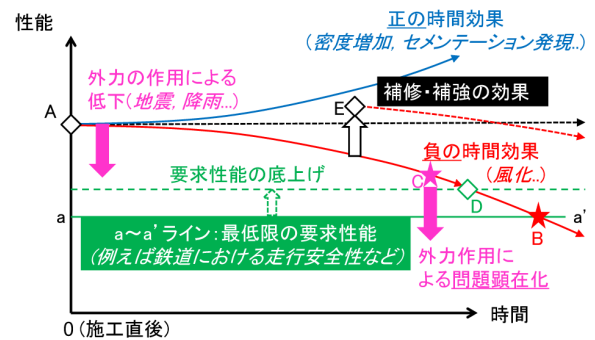 性能
正の時間効果
(密度増加, セメンテーション発現..)
外力の作用による
低下(地震, 降雨...)
補修・補強の効果
A
E
要求性能の底上げ
負の時間効果
(風化..)
C
D
a
a'
B
a～a'ライン：最低限の要求性能
(例えば鉄道における走行安全性など)
外力作用に
よる問題顕在化
時間
0 (施工直後)